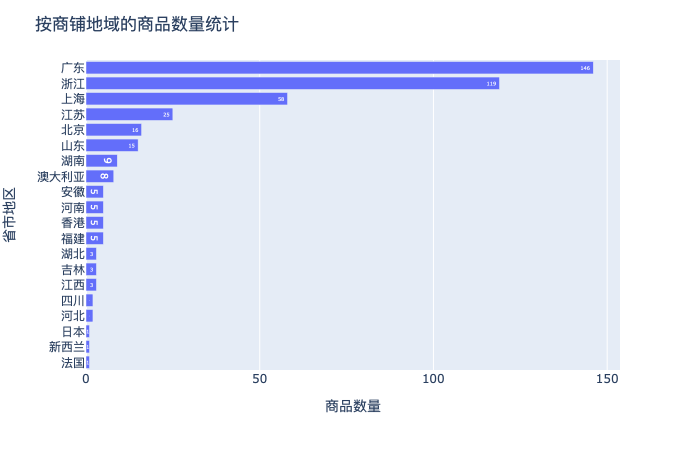 按商铺地域的商品数量统计
省市地区
广东 146
浙江 119
上海 58
江苏 25
北京 16
山东 15
湖南 9
澳大利亚 8
安徽 5
河南 5
香港 5
福建 5
湖北 3
吉林 3
江西 3
四川
河北
日本 1
新西兰 1
法国 1
0 50 100 150
商品数量